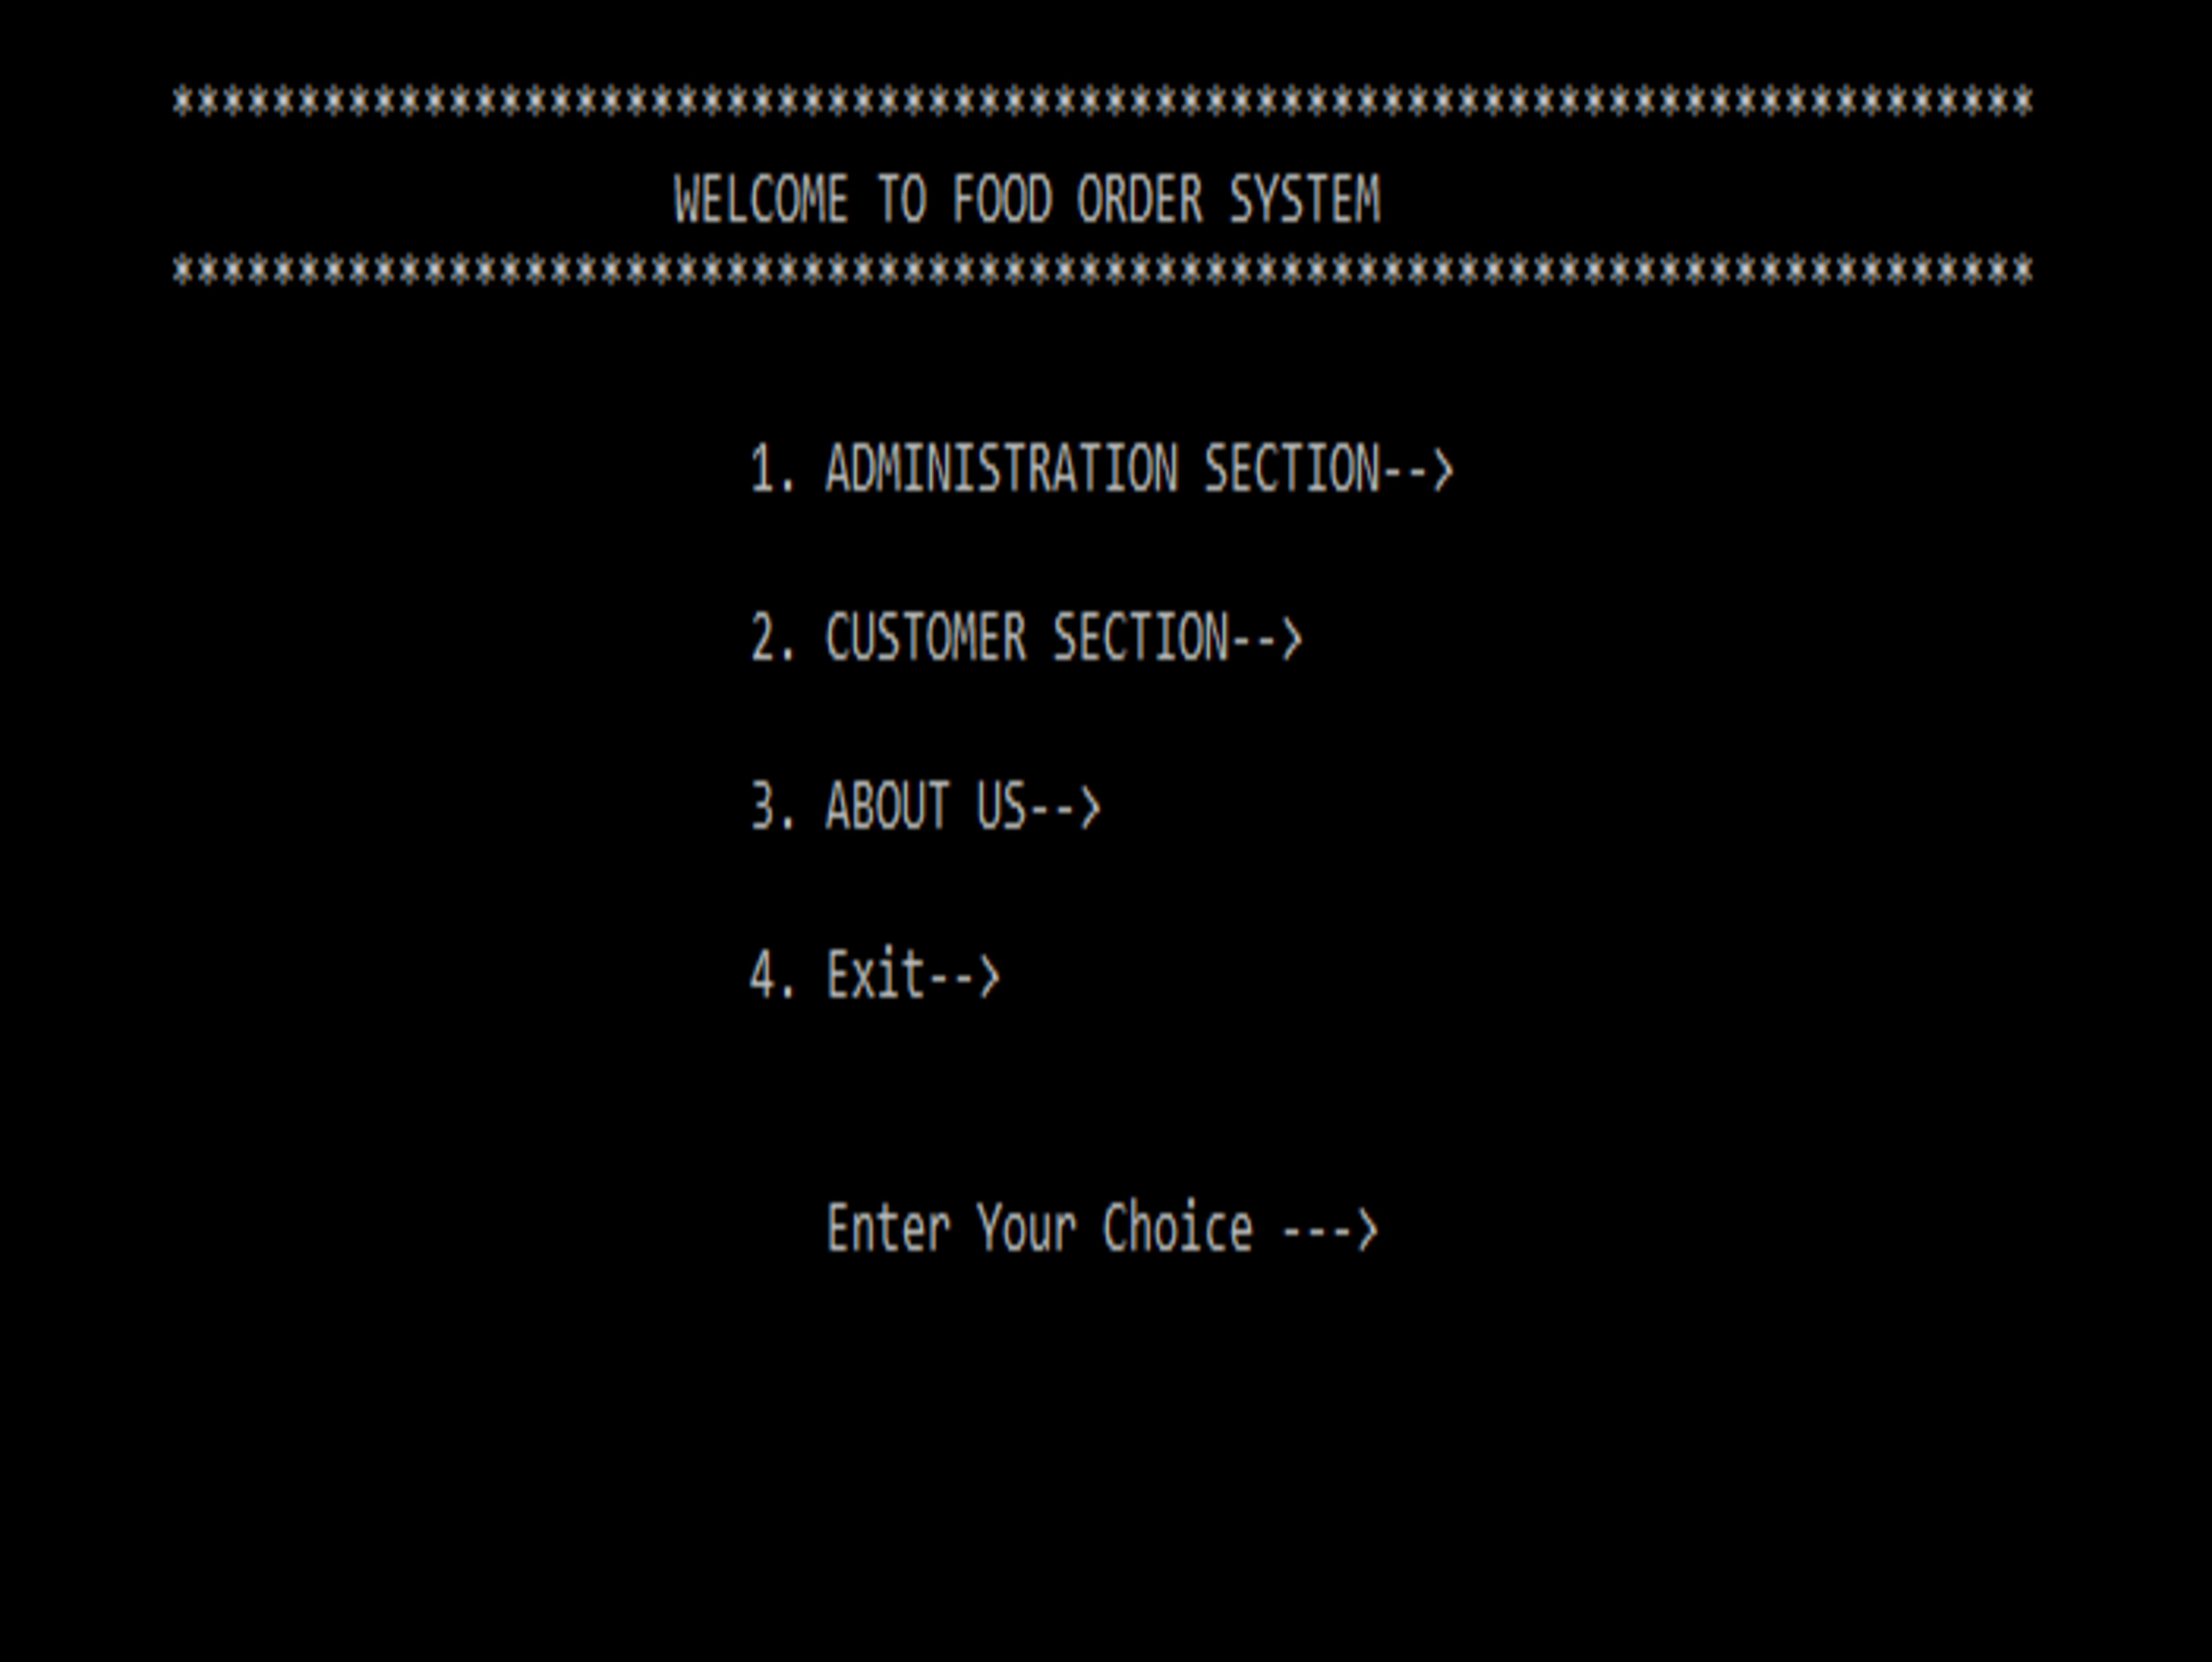 **************************************************************************
WELCOME TO FOOD ORDER SYSTEM
**************************************************************************
1. ADMINISTRATION SECTION-->
2. CUSTOMER SECTION-->
3. ABOUT US-->
4. Exit-->
Enter Your Choice --->